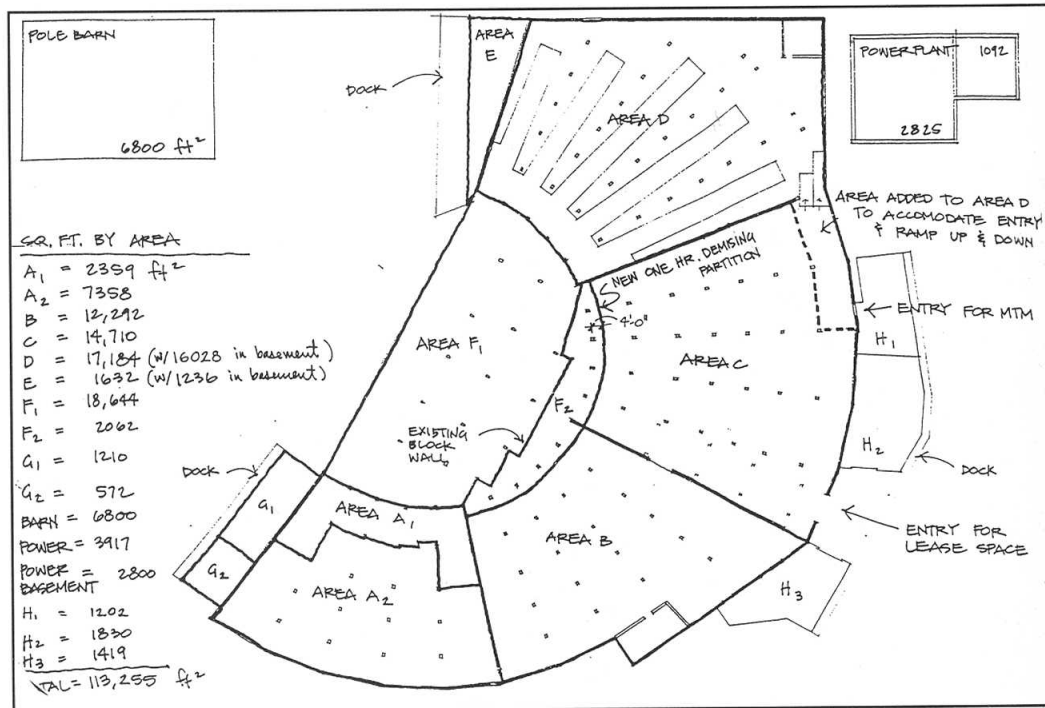 POLE BARN
6800 ft²
AREA
E
DOCK
AREA D
POWERPLANT 1092
2825
AREA ADDED TO AREA D
TO ACCOMODATE ENTRY
& RAMP UP & DOWN
NEW ONE HR. DEMISING
PARTITION
4'-0"
ENTRY FOR MTM
H₁
AREA C
AREA F₁
F₂
EXISTING
BLOCK
WALL
H₂
DOCK
ENTRY FOR
LEASE SPACE
H₃
AREA B
DOCK
G₁
G₂
AREA A₁
AREA A₂
SQ. FT. BY AREA
A₁ = 2359 ft²
A₂ = 7358
B = 12,292
C = 14,710
D = 17,184 (w/16028 in basement)
E = 1632 (w/1236 in basement)
F₁ = 18,644
F₂ = 2062
G₁ = 1210
G₂ = 572
BARN = 6800
POWER = 3917
POWER = 2800
BASEMENT
H₁ = 1202
H₂ = 1830
H₃ = 1419
TAL = 113,255 ft²